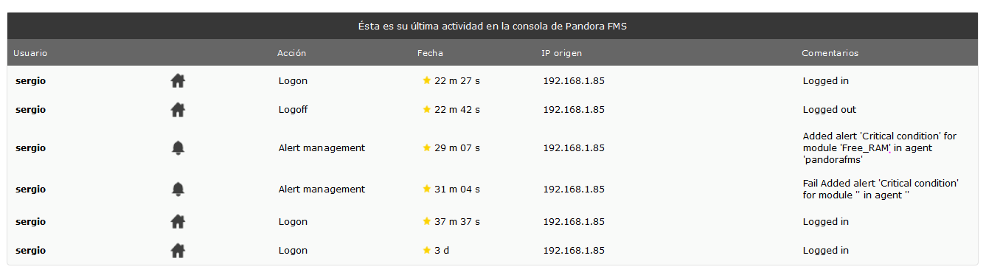 Ésta es su última actividad en la consola de Pandora FMS
Usuario Acción Fecha IP origen Comentarios
sergio Logon 22 m 27 s 192.168.1.85 Logged in
sergio Logoff 22 m 42 s 192.168.1.85 Logged out
sergio Alert management 29 m 07 s 192.168.1.85 Added alert 'Critical condition' for
module 'Free_RAM' in agent
'pandorafms'
sergio Alert management 31 m 04 s 192.168.1.85 Fail Added alert 'Critical condition'
for module '' in agent ''
sergio Logon 37 m 37 s 192.168.1.85 Logged in
sergio Logon 3 d 192.168.1.85 Logged in